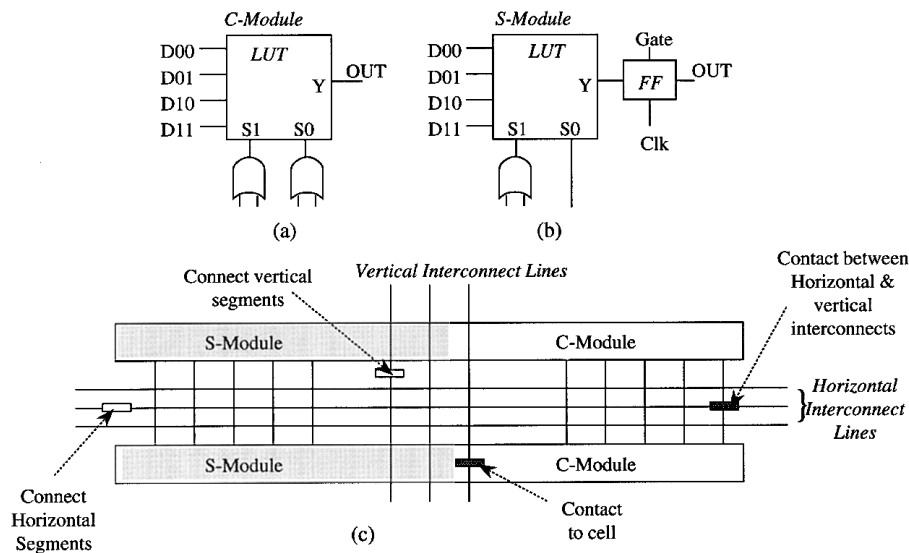 C-Module
D00
D01
D10
D11
LUT
Y
OUT
S1 S0
(a)
S-Module
D00
D01
D10
D11
LUT
Y
S1 S0
Gate
FF
OUT
Clk
(b)
Connect vertical
segments
Vertical Interconnect Lines
Contact between
Horizontal &
vertical
interconnects
S-Module
C-Module
Horizontal
Interconnect
Lines
S-Module
C-Module
Connect
Horizontal
Segments
Contact
to cell
(c)